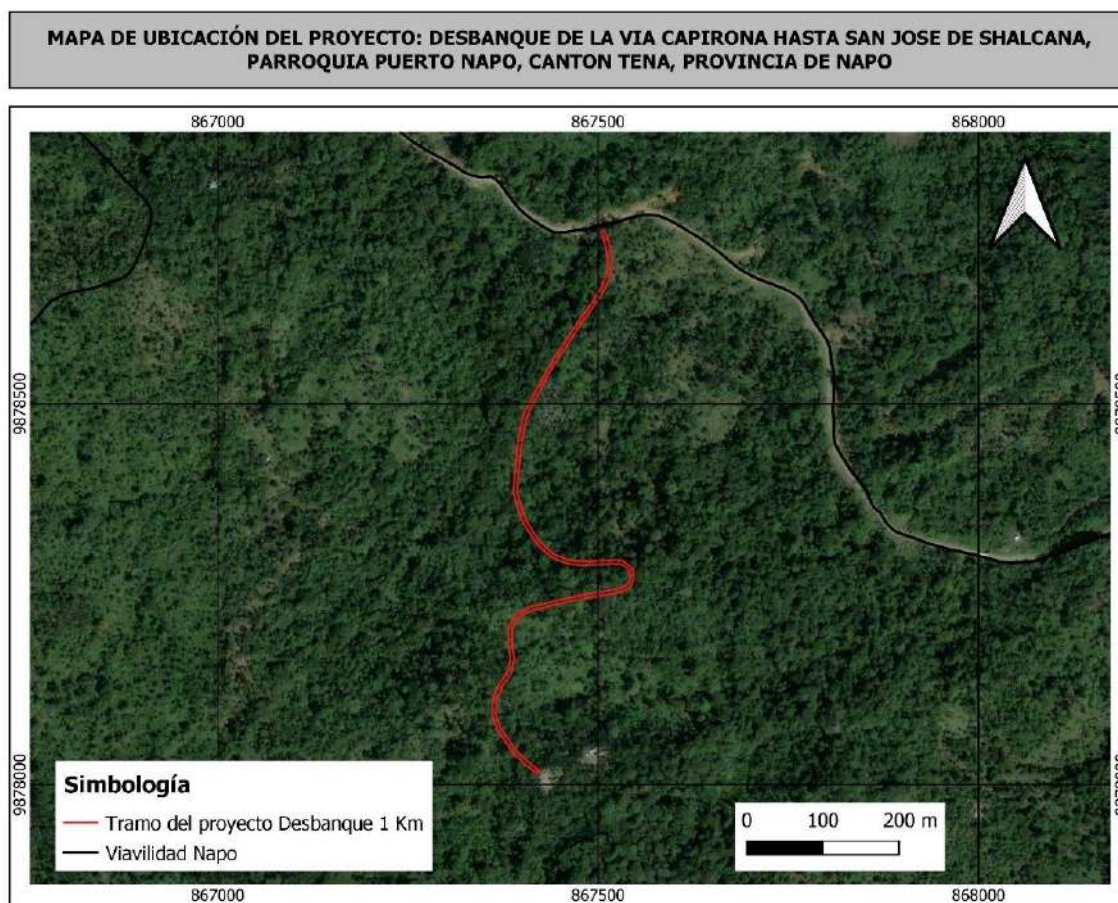 MAPA DE UBICACIÓN DEL PROYECTO: DESBANQUE DE LA VIA CAPIRONA HASTA SAN JOSE DE SHALCANA,
PARROQUIA PUERTO NAPO, CANTON TENA, PROVINCIA DE NAPO
867000
867500
868000
9878500
9878500
9878000
9878000
Simbología
Tramo del proyecto Desbanque 1 Km
Viavilidad Napo
0 100 200 m
867000
867500
868000